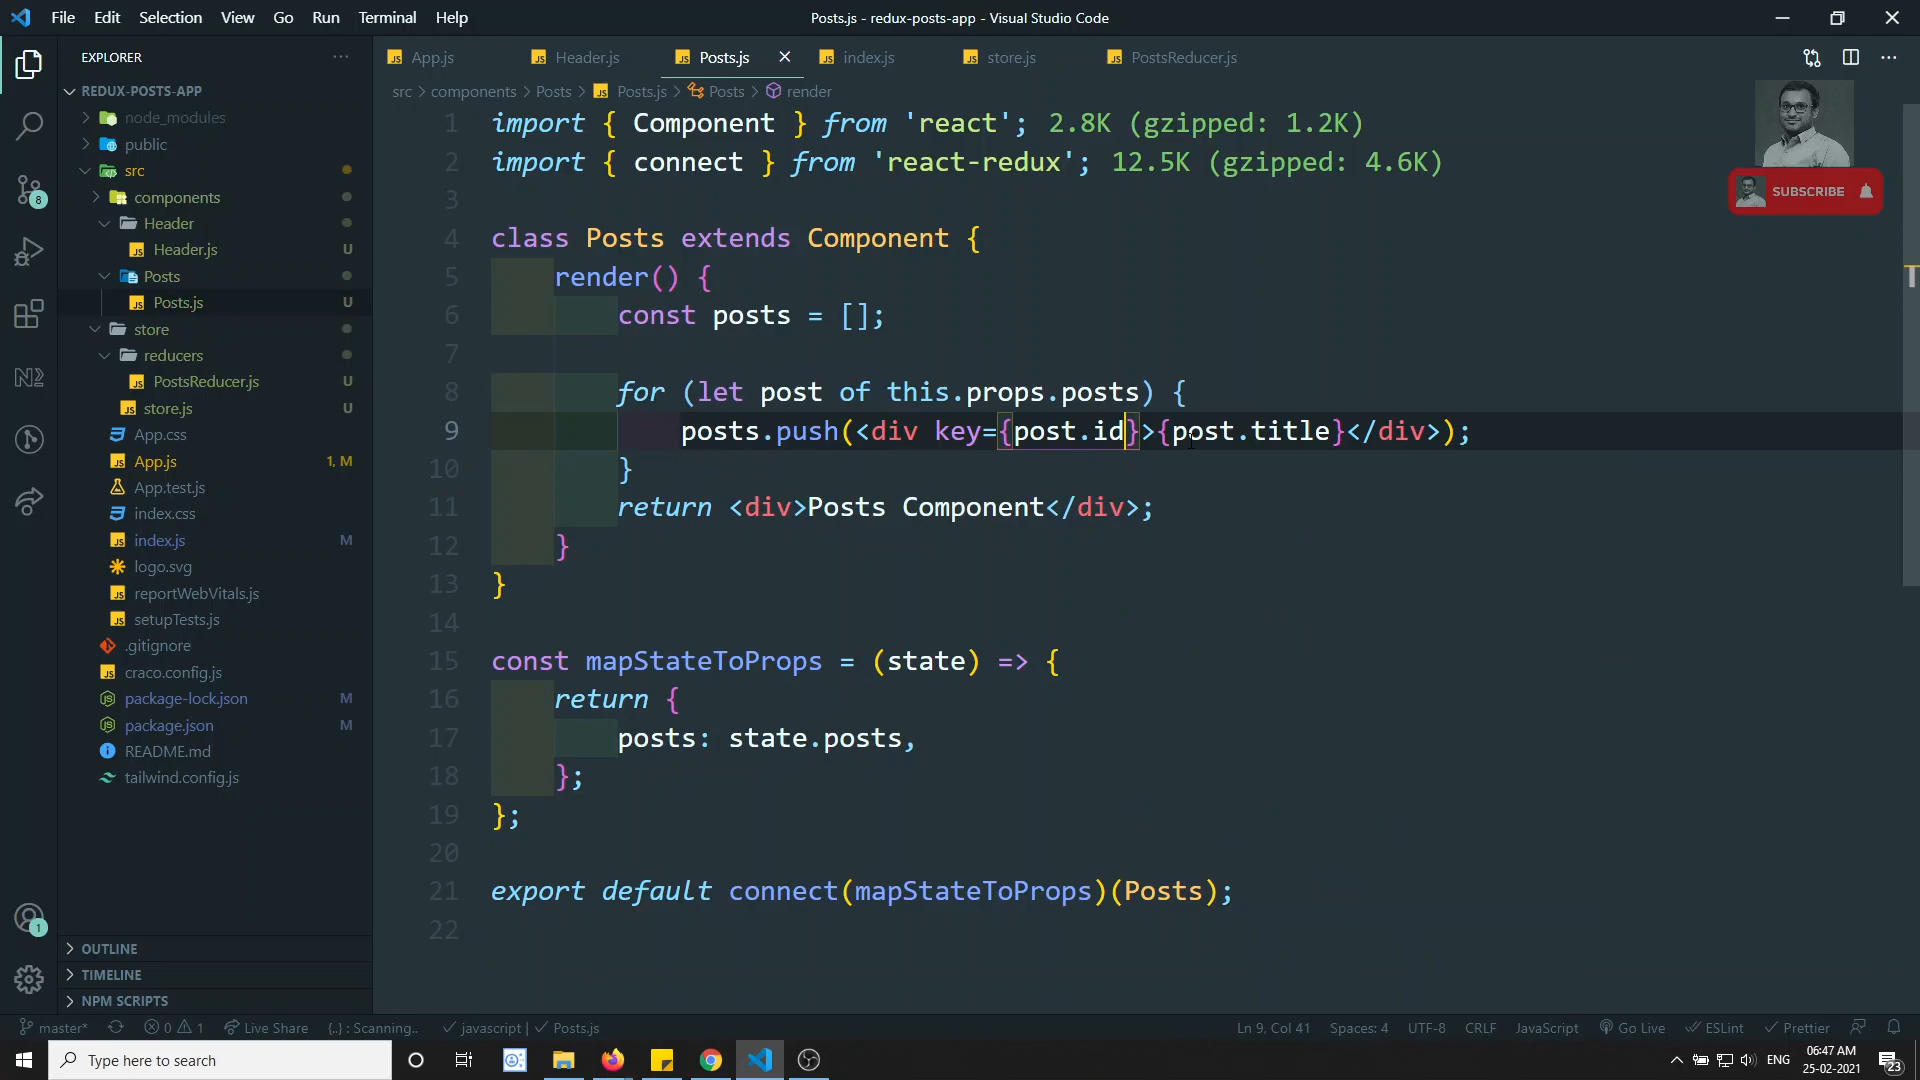 File Edit Selection View Go Run Terminal Help
Posts.js - redux-posts-app - Visual Studio Code
EXPLORER
REDUX-POSTS-APP
node_modules
public
src
components
Header
Header.js U
Posts
Posts.js U
store
reducers
PostsReducer.js U
store.js U
App.css
App.js 1, M
App.test.js
index.css
index.js M
logo.svg
reportWebVitals.js
setupTests.js
.gitignore
craco.config.js
package-lock.json M
package.json M
README.md
tailwind.config.js
OUTLINE
TIMELINE
NPM SCRIPTS
8
1
App.js Header.js Posts.js index.js store.js PostsReducer.js
src > components > Posts > Posts.js > Posts > render
1 import { Component } from 'react'; 2.8K (gzipped: 1.2K)
2 import { connect } from 'react-redux'; 12.5K (gzipped: 4.6K)
3
4 class Posts extends Component {
5 render() {
6 const posts = [];
7
8 for (let post of this.props.posts) {
9 posts.push(<div key={post.id}>{post.title}</div>);
10 }
11 return <div>Posts Component</div>;
12 }
13 }
14
15 const mapStateToProps = (state) => {
16 return {
17 posts: state.posts,
18 };
19 };
20
21 export default connect(mapStateToProps)(Posts);
22
SUBSCRIBE
master* 0 1 Live Share {..} : Scanning.. javascript | Posts.js
Ln 9, Col 41 Spaces: 4 UTF-8 CRLF JavaScript Go Live ESLint Prettier
Type here to search
ENG
06:47 AM
25-02-2021
23